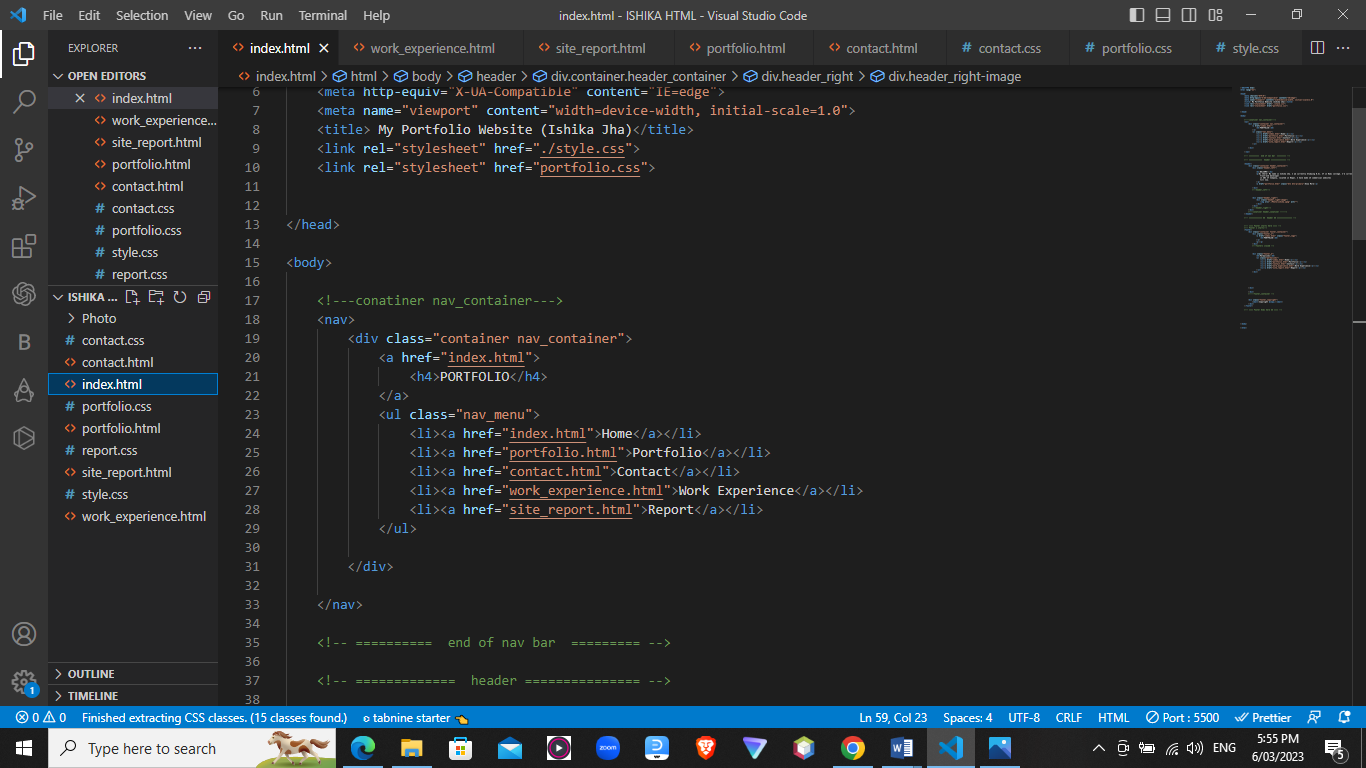 File Edit Selection View Go Run Terminal Help
index.html - ISHIKA HTML - Visual Studio Code
EXPLORER
OPEN EDITORS
index.html
work_experience...
site_report.html
portfolio.html
contact.html
contact.css
portfolio.css
style.css
report.css
ISHIKA ...
Photo
contact.css
contact.html
index.html
portfolio.css
portfolio.html
report.css
site_report.html
style.css
work_experience.html
OUTLINE
TIMELINE
index.html work_experience.html site_report.html portfolio.html contact.html contact.css portfolio.css style.css
index.html > html > body > header > div.container.header_container > div.header_right > div.header_right-image
6 <meta http-equiv="X-UA-Compatible" content="IE=edge">
7 <meta name="viewport" content="width=device-width, initial-scale=1.0">
8 <title> My Portfolio Website (Ishika Jha)</title>
9 <link rel="stylesheet" href="./style.css">
10 <link rel="stylesheet" href="portfolio.css">
11
12
13 </head>
14
15 <body>
16
17 <!---conatiner nav_container--->
18 <nav>
19 <div class="container nav_container">
20 <a href="index.html">
21 <h4>PORTFOLIO</h4>
22 </a>
23 <ul class="nav_menu">
24 <li><a href="index.html">Home</a></li>
25 <li><a href="portfolio.html">Portfolio</a></li>
26 <li><a href="contact.html">Contact</a></li>
27 <li><a href="work_experience.html">Work Experience</a></li>
28 <li><a href="site_report.html">Report</a></li>
29 </ul>
30
31 </div>
32
33 </nav>
34
35 <!-- ========== end of nav bar ========= -->
36
37 <!-- ============= header =============== -->
38
0 0 Finished extracting CSS classes. (15 classes found.) tabnine starter Ln 59, Col 23 Spaces: 4 UTF-8 CRLF HTML Port : 5500 Prettier
Type here to search
zoom
ENG
5:55 PM
6/03/2023
5
1